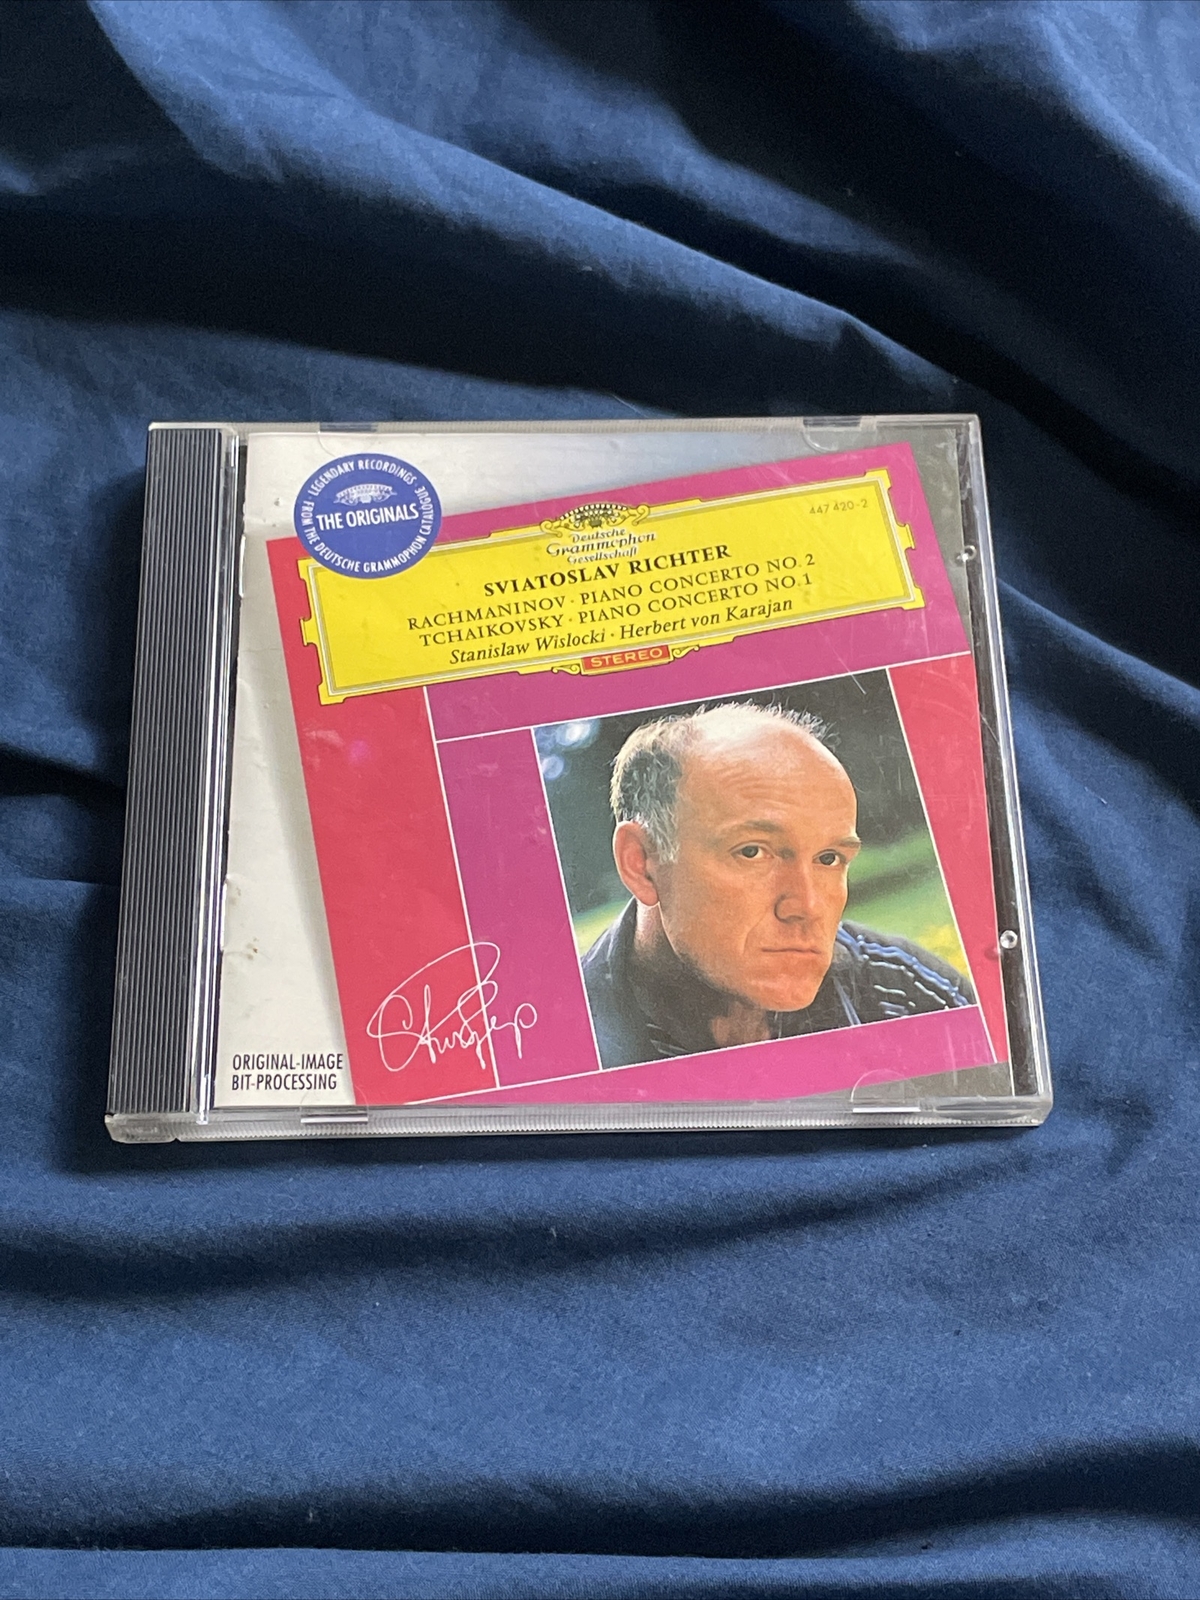 LEGENDARY RECORDINGS
THE ORIGINALS
FROM THE DEUTSCHE GRAMMOPHON CATALOGUE
447 420-2
Deutsche
Grammophon
Gesellschaft
SVIATOSLAV RICHTER
RACHMANINOV · PIANO CONCERTO NO. 2
TCHAIKOVSKY · PIANO CONCERTO NO. 1
Stanislaw Wislocki · Herbert von Karajan
STEREO
ORIGINAL-IMAGE
BIT-PROCESSING